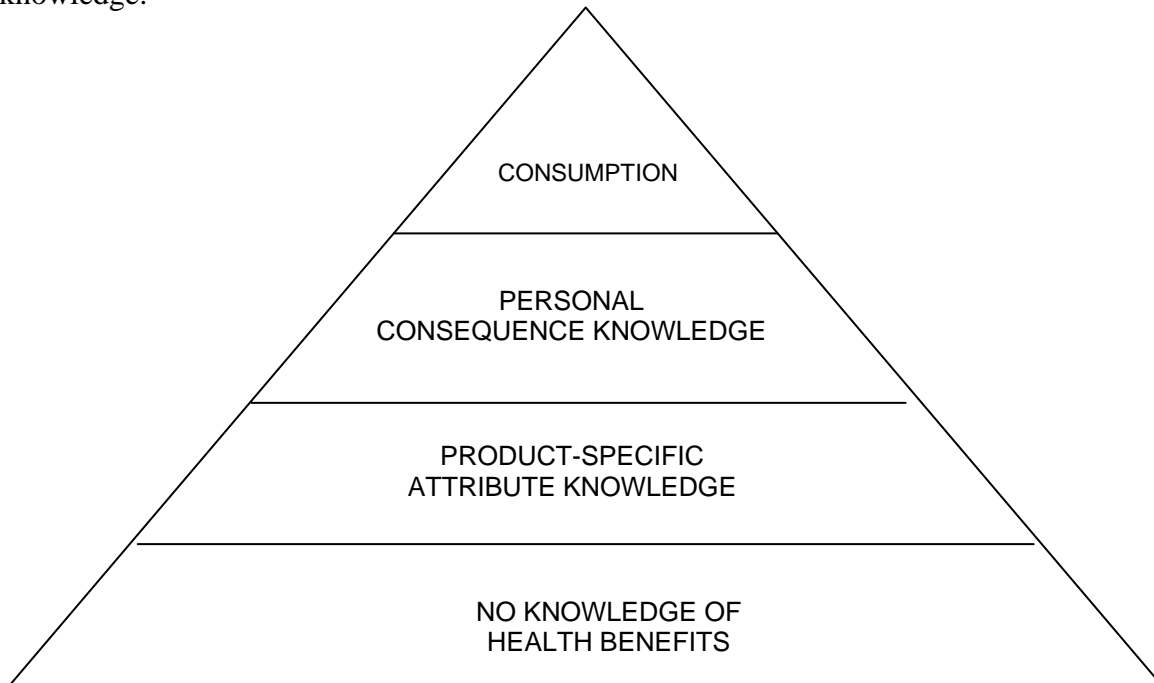 knowledge.
CONSUMPTION
PERSONAL
CONSEQUENCE KNOWLEDGE
PRODUCT-SPECIFIC
ATTRIBUTE KNOWLEDGE
NO KNOWLEDGE OF
HEALTH BENEFITS